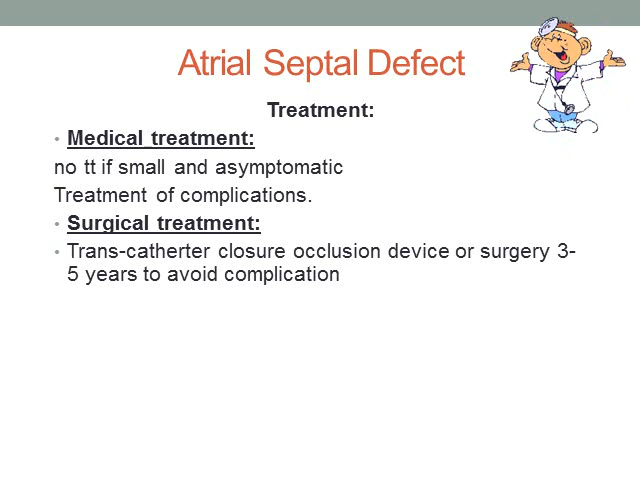 Atrial Septal Defect
Treatment:
• Medical treatment:
no tt if small and asymptomatic
Treatment of complications.
• Surgical treatment:
• Trans-catherter closure occlusion device or surgery 3-
5 years to avoid complication